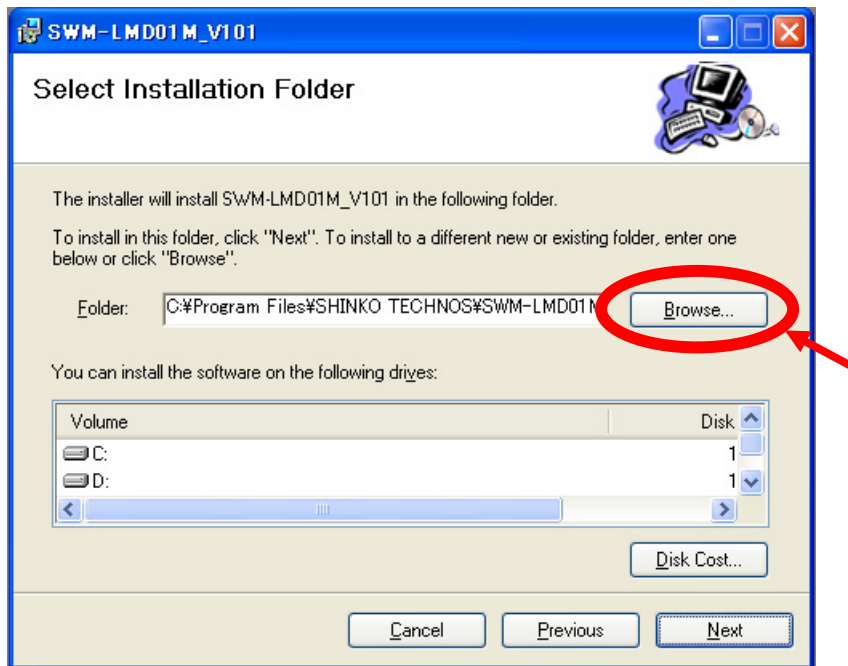 SWM-LMD01M_V101
Select Installation Folder
The installer will install SWM-LMD01M_V101 in the following folder.
To install in this folder, click "Next". To install to a different new or existing folder, enter one
below or click "Browse".
Folder: C:¥Program Files¥SHINKO TECHNOS¥SWM-LMD01M Browse...
You can install the software on the following drives:
Volume Disk
C: 1
D: 1
Disk Cost...
Cancel Previous Next